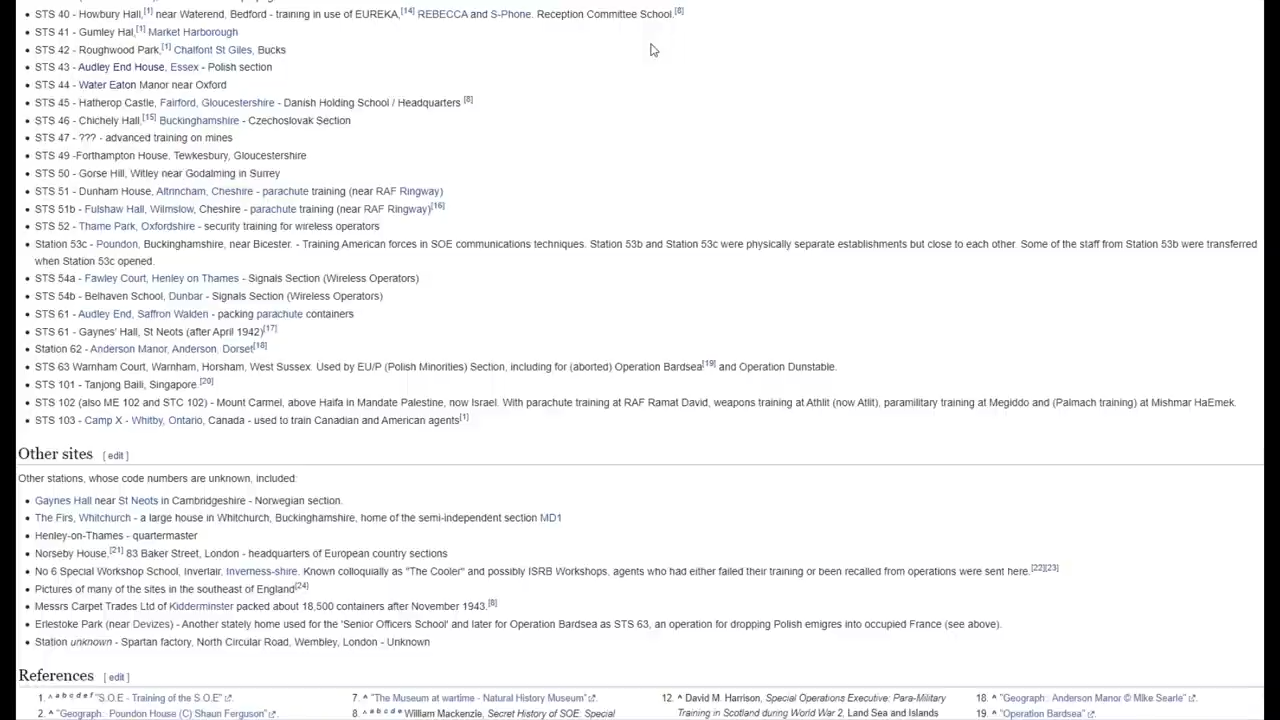 STS 40 - Howbury Hall,[1] near Waterend, Bedford - training in use of EUREKA,[14] REBECCA and S-Phone. Reception Committee School.[8]
STS 41 - Gumley Hal,[1] Market Harborough
STS 42 - Roughwood Park,[1] Chalfont St Giles, Bucks
STS 43 - Audley End House, Essex - Polish section
STS 44 - Water Eaton Manor near Oxford
STS 45 - Hatherop Castle, Fairford, Gloucestershire - Danish Holding School / Headquarters [8]
STS 46 - Chichely Hall,[15] Buckinghamshire - Czechoslovak Section
STS 47 - ??? - advanced training on mines
STS 49 -Forthampton House, Tewkesbury, Gloucestershire
STS 50 - Gorse Hill, Witley near Godalming in Surrey
STS 51 - Dunham House, Altrincham, Cheshire - parachute training (near RAF Ringway)
STS 51b - Fulshaw Hall, Wilmslow, Cheshire - parachute training (near RAF Ringway)[16]
STS 52 - Thame Park, Oxfordshire - security training for wireless operators
Station 53c - Poundon, Buckinghamshire, near Bicester. - Training American forces in SOE communications techniques. Station 53b and Station 53c were physically separate establishments but close to each other. Some of the staff from Station 53b were transferred
when Station 53c opened.
STS 54a - Fawley Court, Henley on Thames - Signals Section (Wireless Operators)
STS 54b - Belhaven School, Dunbar - Signals Section (Wireless Operators)
STS 61 - Audley End, Saffron Walden - packing parachute containers
STS 61 - Gaynes' Hall, St Neots (after April 1942)[17]
Station 62 - Anderson Manor, Anderson, Dorset[18]
STS 63 Warnham Court, Warnham, Horsham, West Sussex. Used by EU/P (Polish Minorities) Section, including for (aborted) Operation Bardsea[19] and Operation Dunstable.
STS 101 - Tanjong Baili, Singapore.[20]
STS 102 (also ME 102 and STC 102) - Mount Carmel, above Haifa in Mandate Palestine, now Israel. With parachute training at RAF Ramat David, weapons training at Athlit (now Atlit), paramilitary training at Megiddo and (Palmach training) at Mishmar HaEmek.
STS 103 - Camp X - Whitby, Ontario, Canada - used to train Canadian and American agents[1]
Other sites [ edit ]
Other stations, whose code numbers are unknown, included:
Gaynes Hall near St Neots in Cambridgeshire - Norwegian section.
The Firs, Whitchurch - a large house in Whitchurch, Buckinghamshire, home of the semi-independent section MD1
Henley-on-Thames - quartermaster
Norseby House,[21] 83 Baker Street, London - headquarters of European country sections
No 6 Special Workshop School, Inverlair, Inverness-shire. Known colloquially as "The Cooler" and possibly ISRB Workshops, agents who had either failed their training or been recalled from operations were sent here.[22][23]
Pictures of many of the sites in the southeast of England[24]
Messrs Carpet Trades Ltd of Kidderminster packed about 18,500 containers after November 1943.[8]
Erlestoke Park (near Devizes) - Another stately home used for the 'Senior Officers School' and later for Operation Bardsea as STS 63, an operation for dropping Polish emigres into occupied France (see above).
Station unknown - Spartan factory, North Circular Road, Wembley, London - Unknown
References [ edit ]
1. ^ a b c d e f "S.O.E - Training of the S.O.E"
2. ^ "Geograph: Poundon House (C) Shaun Ferguson".
7. ^ "The Museum at wartime - Natural History Museum".
8. ^ a b c d e William Mackenzie, Secret History of SOE: Special
12. ^ David M. Harrison, Special Operations Executive: Para-Military
Training in Scotland during World War 2, Land Sea and Islands
18. ^ "Geograph: Anderson Manor © Mike Searle".
19. ^ "Operation Bardsea"